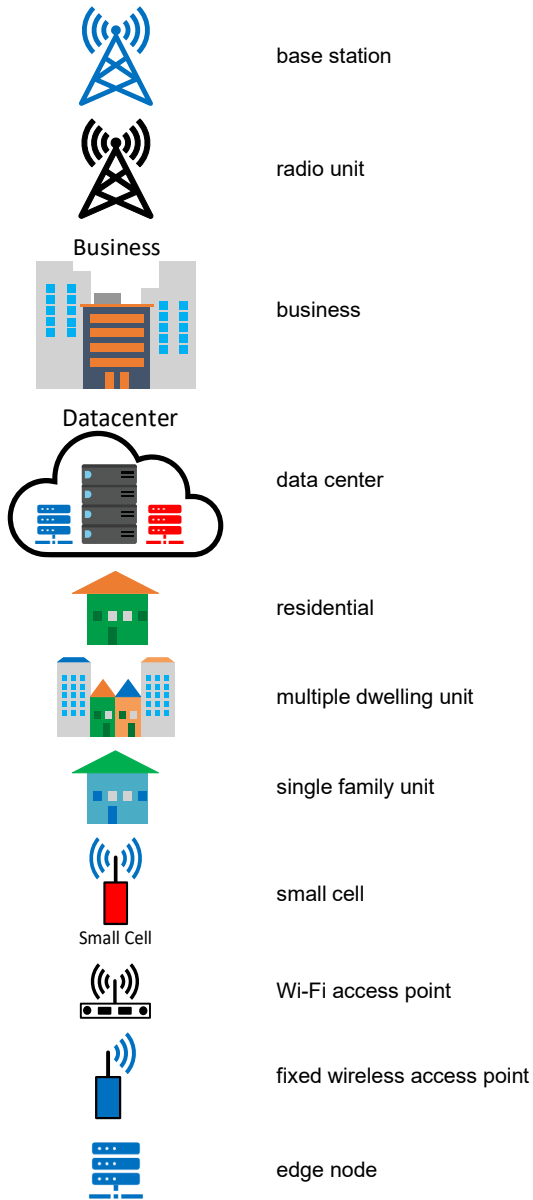 base station
radio unit
Business
business
Datacenter
data center
residential
multiple dwelling unit
single family unit
small cell
Small Cell
Wi-Fi access point
fixed wireless access point
edge node